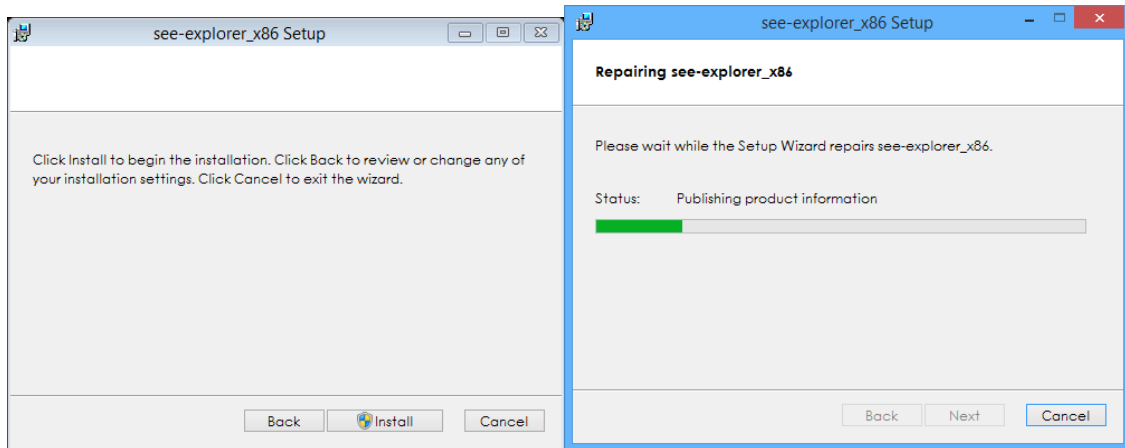 see-explorer_x86 Setup
Click Install to begin the installation. Click Back to review or change any of
your installation settings. Click Cancel to exit the wizard.
Back
Install
Cancel
see-explorer_x86 Setup
Repairing see-explorer_x86
Please wait while the Setup Wizard repairs see-explorer_x86.
Status: Publishing product information
Back
Next
Cancel